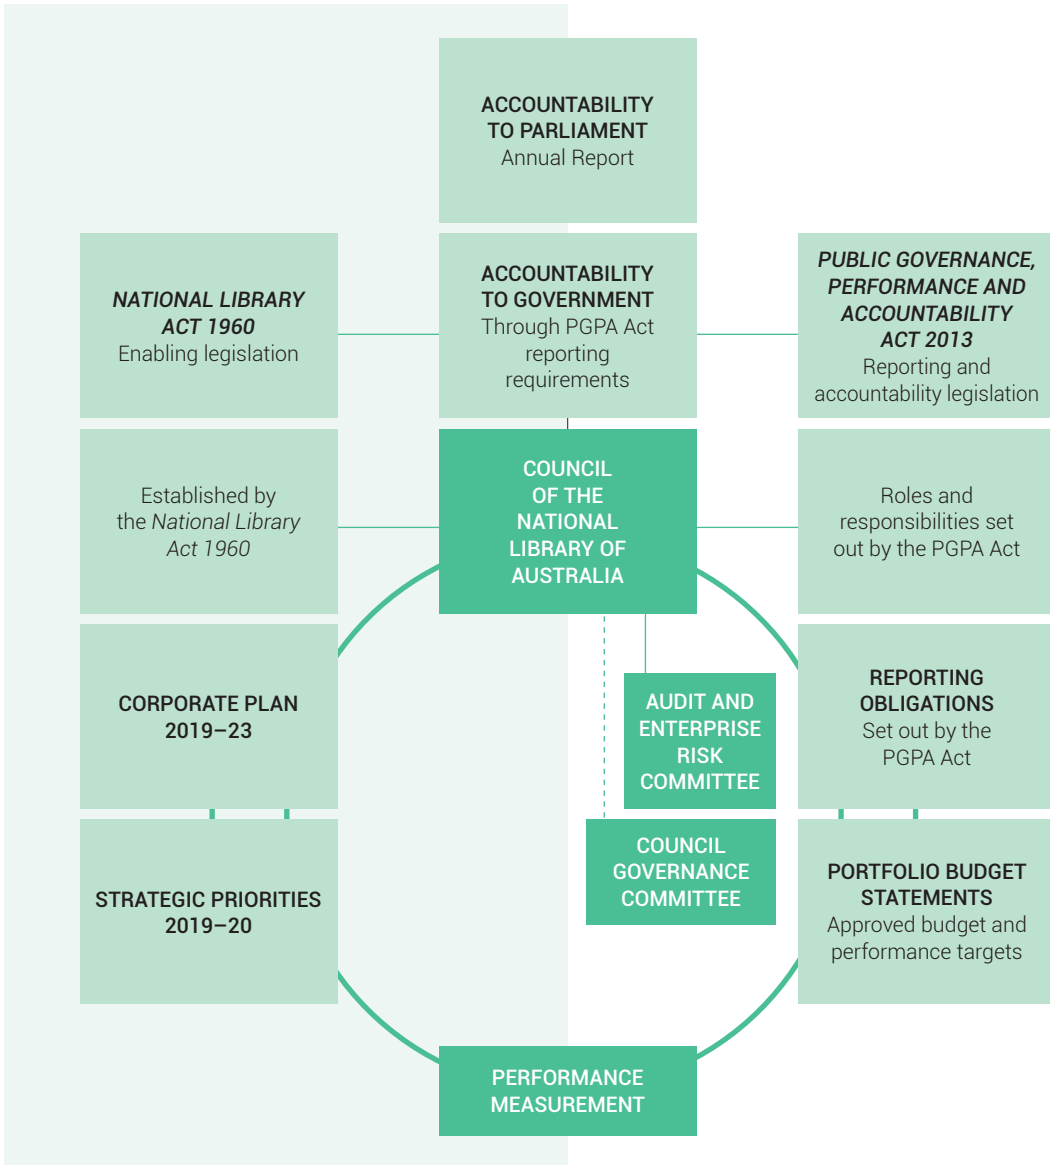 ACCOUNTABILITY
TO PARLIAMENT
Annual Report
NATIONAL LIBRARY
ACT 1960
Enabling legislation
ACCOUNTABILITY
TO GOVERNMENT
Through PGPA Act
reporting
requirements
PUBLIC GOVERNANCE,
PERFORMANCE AND
ACCOUNTABILITY
ACT 2013
Reporting and
accountability legislation
Established by
the National Library
Act 1960
COUNCIL
OF THE
NATIONAL
LIBRARY OF
AUSTRALIA
Roles and
responsibilities set
out by the PGPA Act
CORPORATE PLAN
2019–23
AUDIT AND
ENTERPRISE
RISK
COMMITTEE
REPORTING
OBLIGATIONS
Set out by the
PGPA Act
STRATEGIC PRIORITIES
2019–20
COUNCIL
GOVERNANCE
COMMITTEE
PORTFOLIO BUDGET
STATEMENTS
Approved budget and
performance targets
PERFORMANCE
MEASUREMENT